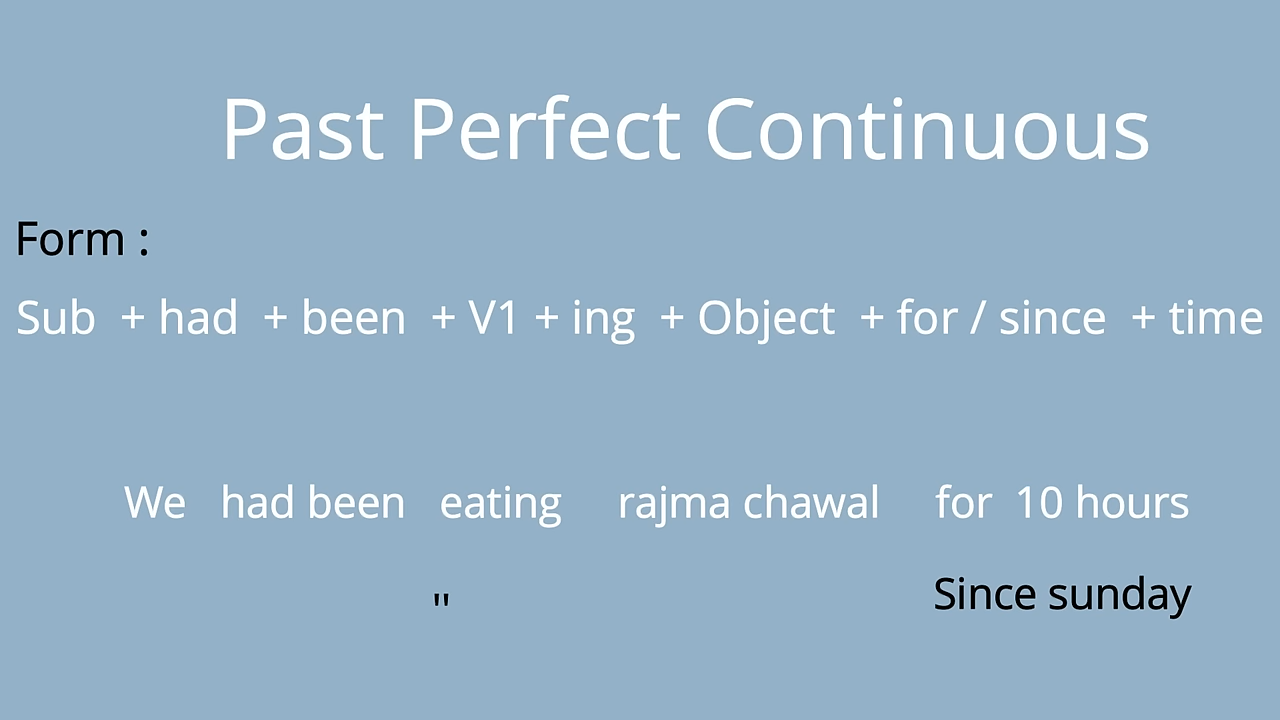 Past Perfect Continuous
Form :
Sub + had + been + V1 + ing + Object + for / since + time
We had been eating rajma chawal for 10 hours
" Since sunday